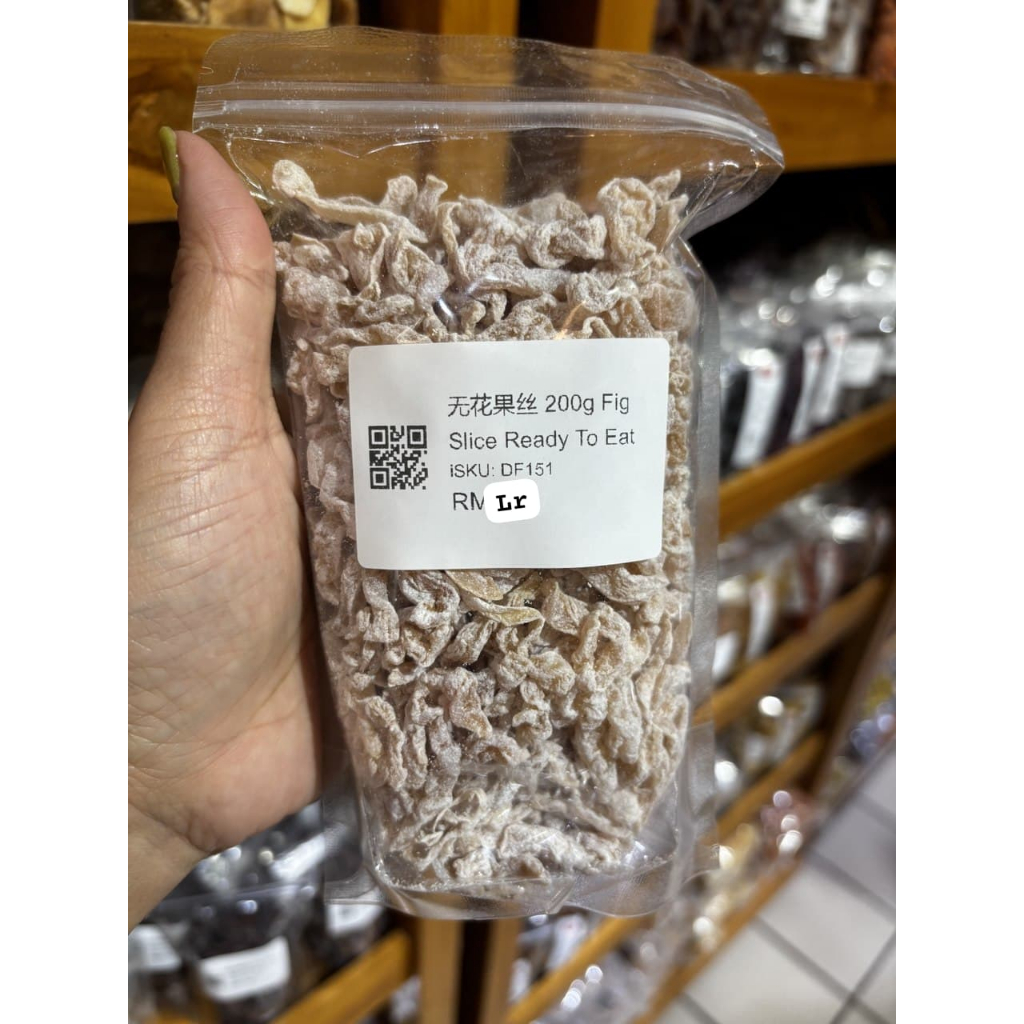 无花果丝 200g Fig
Slice Ready To Eat
iSKU: DF151
RM Lr